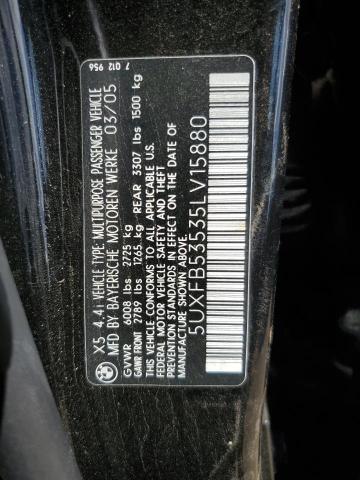 X5 4.4i VEHICLE TYPE: MULTIPURPOSE PASSENGER VEHICLE
MFD BY BAYERISCHE MOTOREN WERKE 03/05
GVWR 6008 lbs 2725 kg
GAWR FRONT 2789 lbs 1265 kg REAR 3307 lbs 1500 kg
THIS VEHICLE CONFORMS TO ALL APPLICABLE U.S.
FEDERAL MOTOR VEHICLE SAFETY AND THEFT
PREVENTION STANDARDS IN EFFECT ON THE DATE
OF MANUFACTURE SHOWN ABOVE.
5UXFB53535LV15880
7 012 956